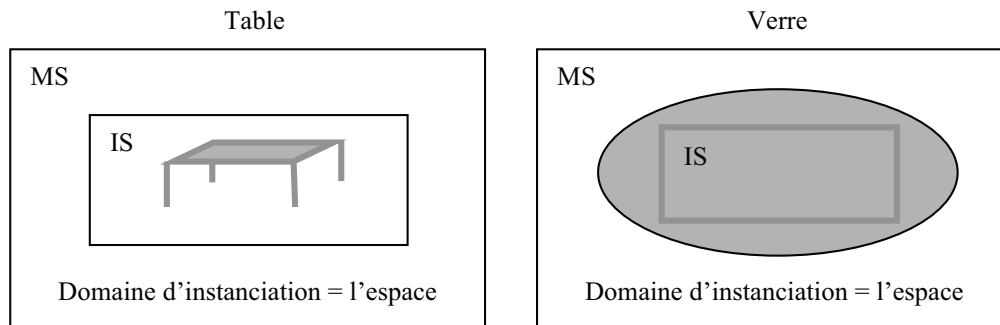 Table
MS
IS
Domaine d’instanciation = l’espace
Verre
MS
IS
Domaine d’instanciation = l’espace